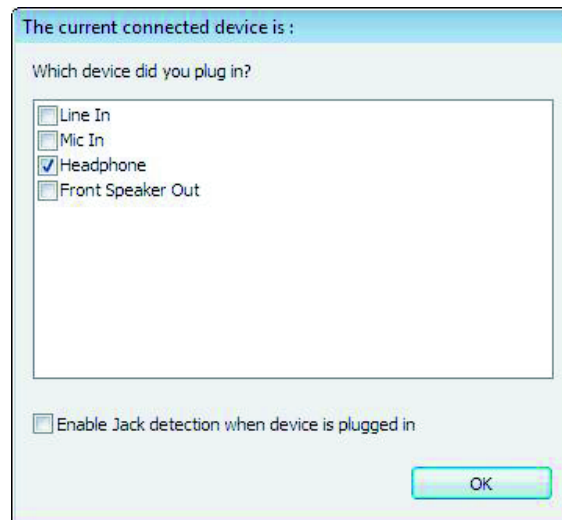 The current connected device is :
Which device did you plug in?
Line In
Mic In
Headphone
Front Speaker Out
Enable Jack detection when device is plugged in
OK